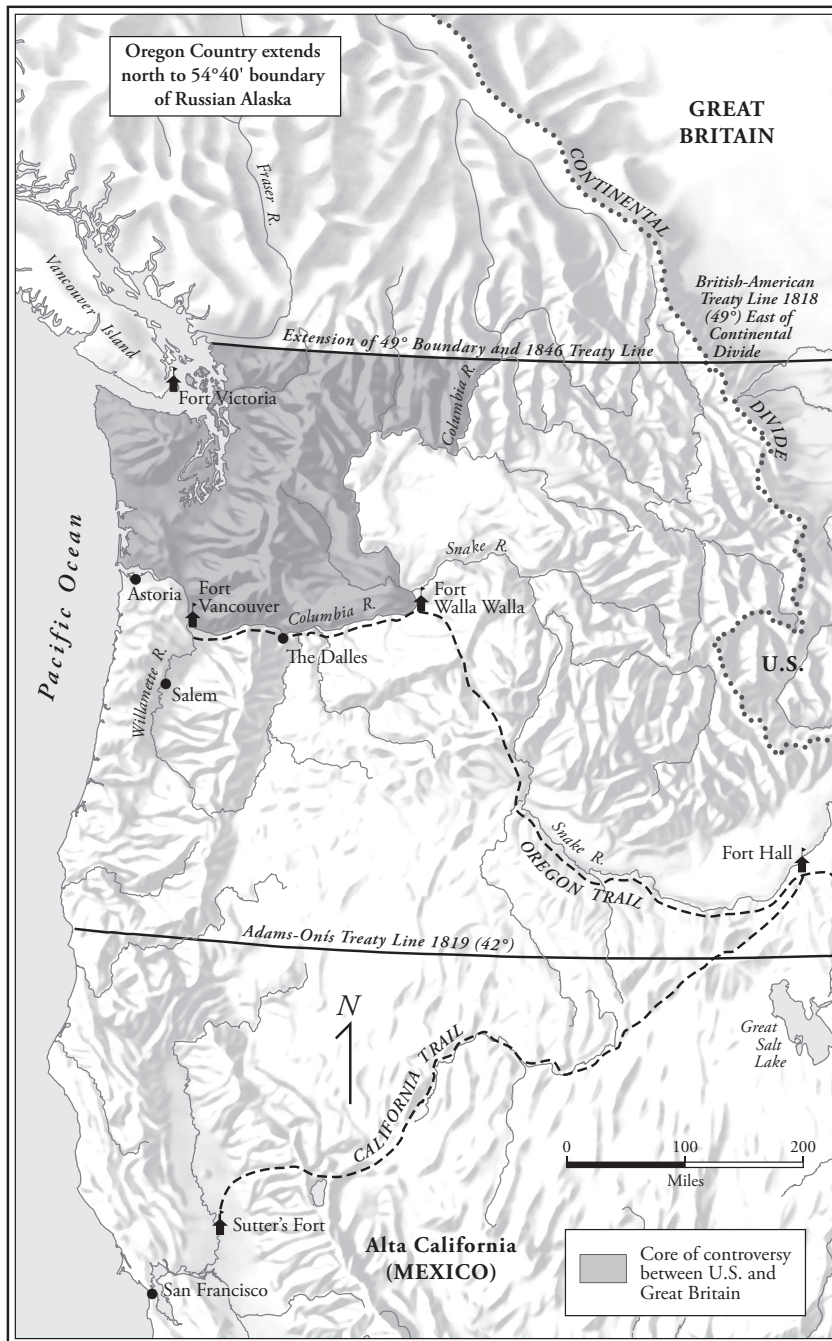 Oregon Country extends
north to 54°40' boundary
of Russian Alaska
GREAT
BRITAIN
CONTINENTAL
Fraser R.
Vancouver Island
British-American
Treaty Line 1818
(49°) East of
Continental
Divide
Extension of 49° Boundary and 1846 Treaty Line
Fort Victoria
Columbia R.
DIVIDE
Pacific Ocean
Snake R.
Astoria
Fort
Vancouver
Columbia R.
Fort
Walla Walla
The Dalles
U.S.
Willamette R.
Salem
Snake R.
OREGON TRAIL
Fort Hall
Adams-Onís Treaty Line 1819 (42°)
N
Great
Salt
Lake
CALIFORNIA TRAIL
0 100 200
Miles
Sutter's Fort
Alta California
(MEXICO)
San Francisco
Core of controversy
between U.S. and
Great Britain